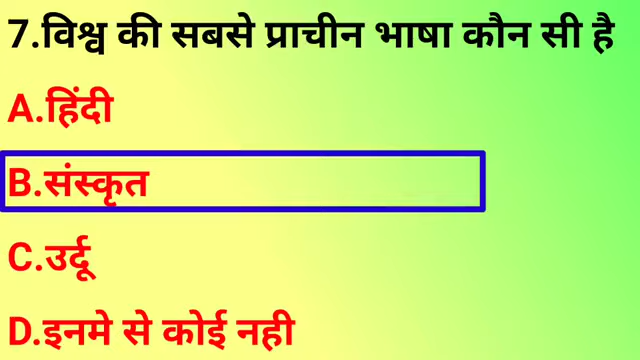 7.विश्व की सबसे प्राचीन भाषा कौन सी है
A.हिंदी
B.संस्कृत
C.उर्दू
D.इनमे से कोई नही